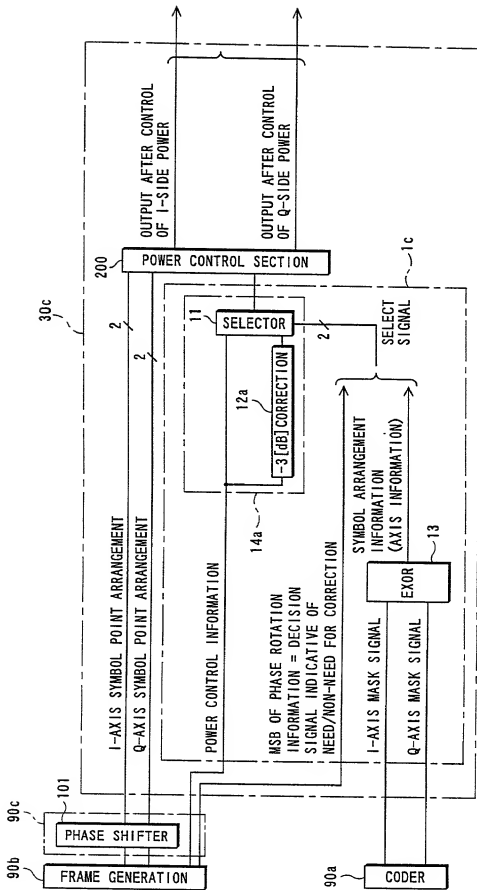 30c
OUTPUT AFTER CONTROL
OF I-SIDE POWER
OUTPUT AFTER CONTROL
OF Q-SIDE POWER
200
POWER CONTROL SECTION
2
2
1c
11
SELECTOR
2
SELECT
SIGNAL
12a
-3[dB]CORRECTION
14a
I-AXIS SYMBOL POINT ARRANGEMENT
Q-AXIS SYMBOL POINT ARRANGEMENT
POWER CONTROL INFORMATION
MSB OF PHASE ROTATION
INFORMATION = DECISION
SIGNAL INDICATIVE OF
NEED/NON-NEED FOR CORRECTION
SYMBOL ARRANGEMENT
INFORMATION
(AXIS INFORMATION)
13
EXOR
I-AXIS MASK SIGNAL
Q-AXIS MASK SIGNAL
90c
101
PHASE SHIFTER
90b
FRAME GENERATION
90a
CODER